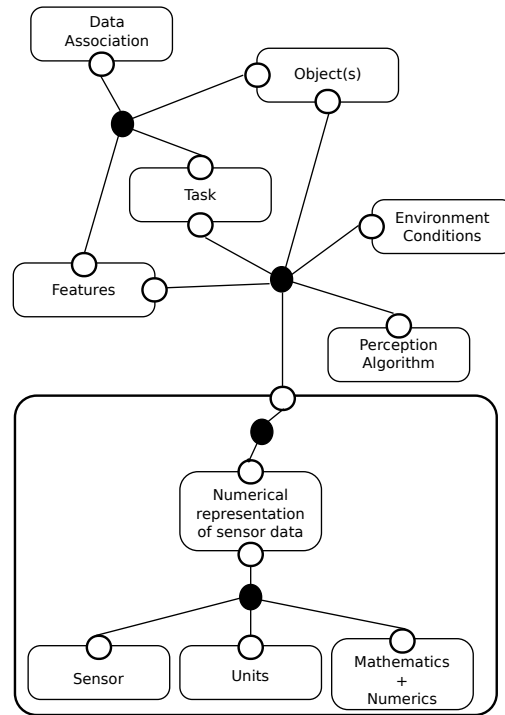 Data
Association
Object(s)
Task
Environment
Conditions
Features
Perception
Algorithm
Numerical
representation
of sensor data
Sensor
Units
Mathematics
+
Numerics